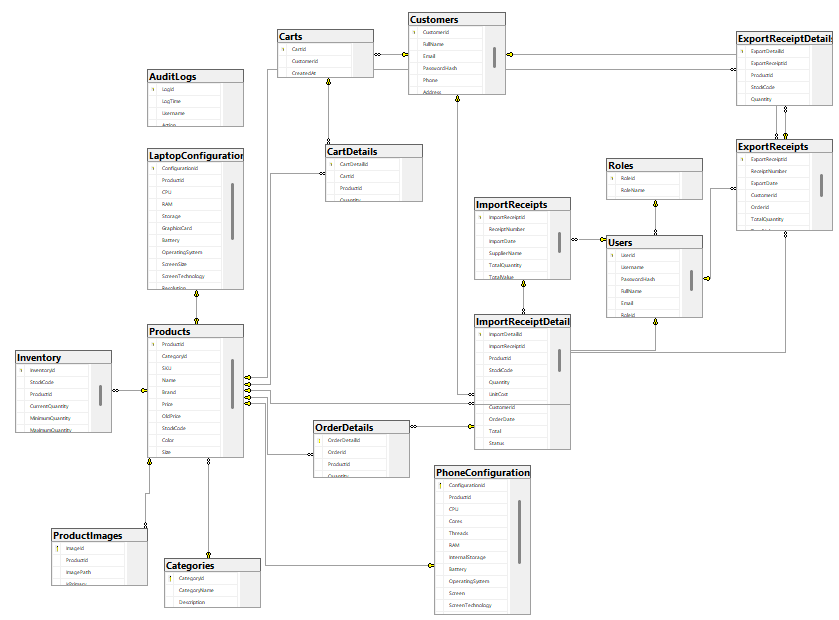 Customers
CustomerId
FullName
Email
PasswordHash
Phone
Address
Carts
CartId
CustomerId
CreatedAt
ExportReceiptDetails
ExportDetailId
ExportReceiptId
ProductId
StockCode
Quantity
AuditLogs
LogId
LogTime
Username
Action
CartDetails
CartDetailId
CartId
ProductId
Quantity
LaptopConfiguration
ConfigurationId
ProductId
CPU
RAM
Storage
GraphicsCard
Battery
OperatingSystem
ScreenSize
ScreenTechnology
Resolution
ExportReceipts
ExportReceiptId
ReceiptNumber
ExportDate
CustomerId
OrderId
TotalQuantity
Roles
RoleId
RoleName
ImportReceipts
ImportReceiptId
ReceiptNumber
ImportDate
SupplierName
TotalQuantity
TotalValue
Users
UserId
Username
PasswordHash
FullName
Email
RoleId
ImportReceiptDetail
ImportDetailId
ImportReceiptId
ProductId
StockCode
Quantity
UnitCost
CustomerId
OrderDate
Total
Status
Products
ProductId
CategoryId
SKU
Name
Brand
Price
OldPrice
StockCode
Color
Size
Inventory
InventoryId
StockCode
ProductId
CurrentQuantity
MinimumQuantity
MaximumQuantity
OrderDetails
OrderDetailId
OrderId
ProductId
Quantity
PhoneConfiguration
ConfigurationId
ProductId
CPU
Cores
Threads
RAM
InternalStorage
Battery
OperatingSystem
Screen
ScreenTechnology
ProductImages
ImageId
ProductId
ImagePath
IsPrimary
Categories
CategoryId
CategoryName
Description